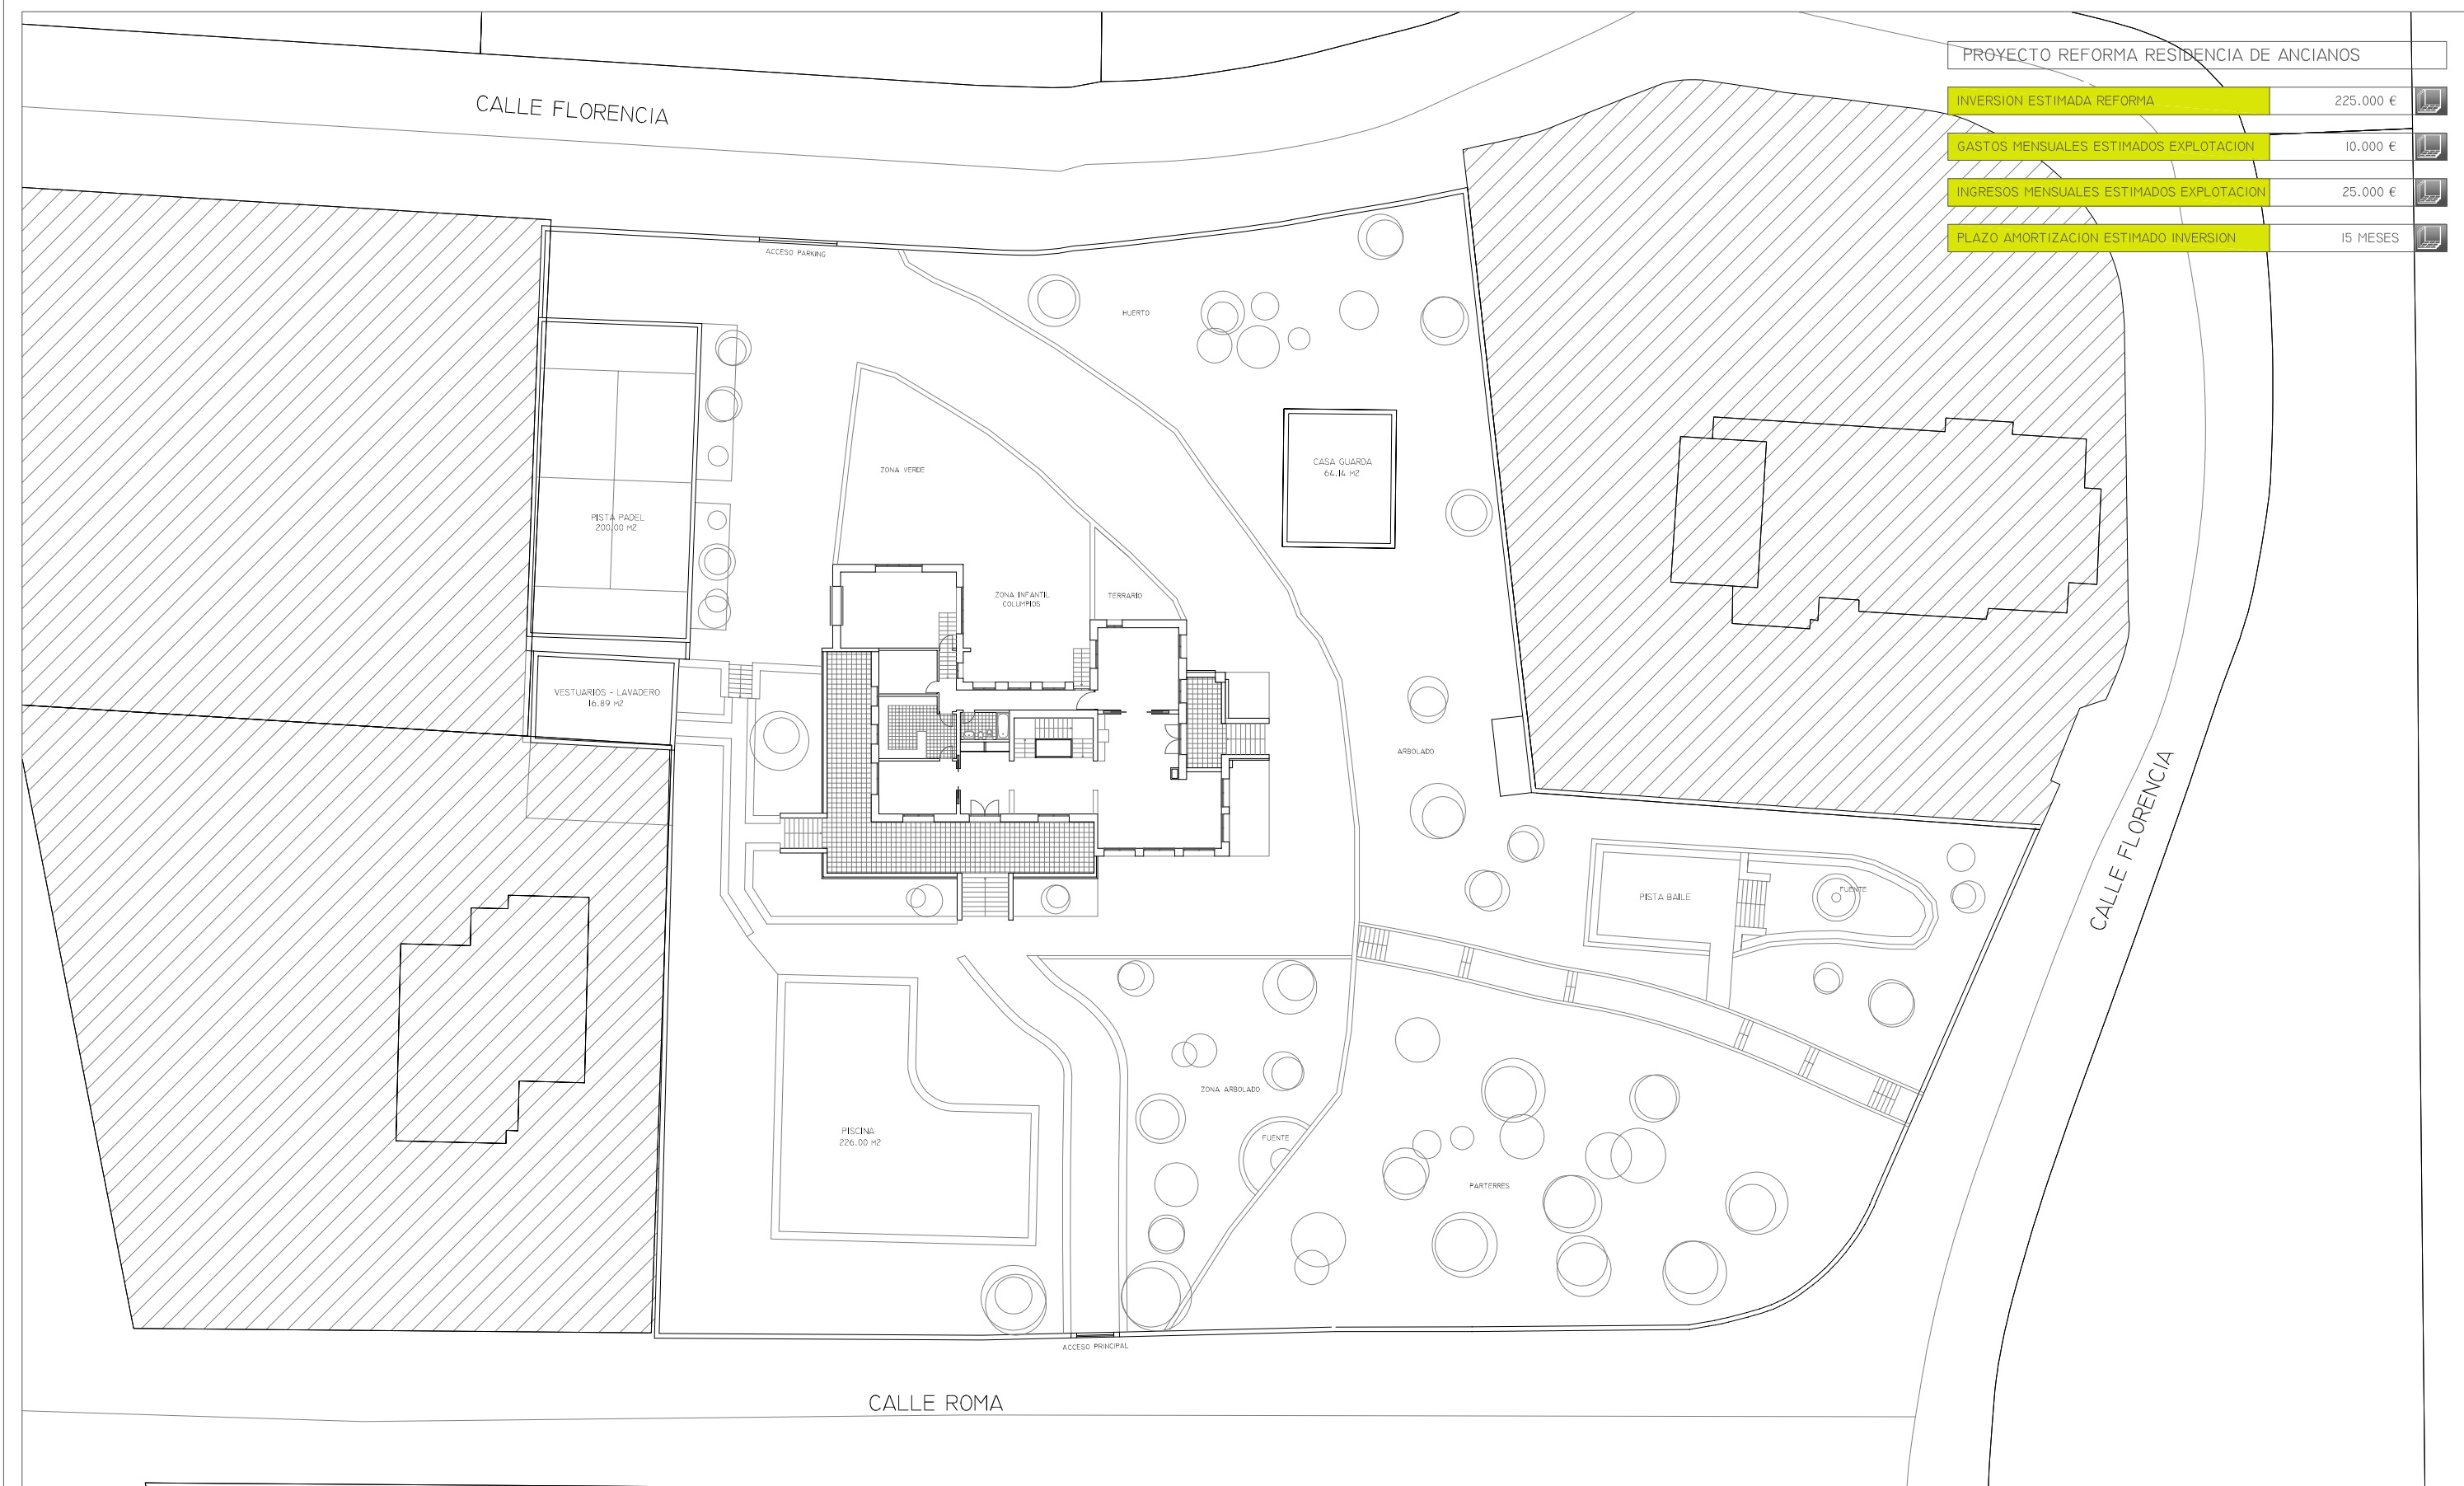 PROYECTO REFORMA RESIDENCIA DE ANCIANOS
INVERSION ESTIMADA REFORMA 225.000 €
GASTOS MENSUALES ESTIMADOS EXPLOTACION 10.000 €
INGRESOS MENSUALES ESTIMADOS EXPLOTACION 25.000 €
PLAZO AMORTIZACION ESTIMADO INVERSION 15 MESES
CALLE FLORENCIA
ACCESO PARKING
HUERTO
ZONA VERDE
CASA GUARDA
64.14 M2
PISTA PADEL
200.00 M2
ZONA INFANTIL
COLUMPIOS
TERRARIO
VESTUARIOS - LAVADERO
16.89 M2
ARBOLADO
CALLE FLORENCIA
PISTA BAILE
FUENTE
ZONA ARBOLADO
PISCINA
226.00 M2
FUENTE
PARTERRES
ACCESO PRINCIPAL
CALLE ROMA